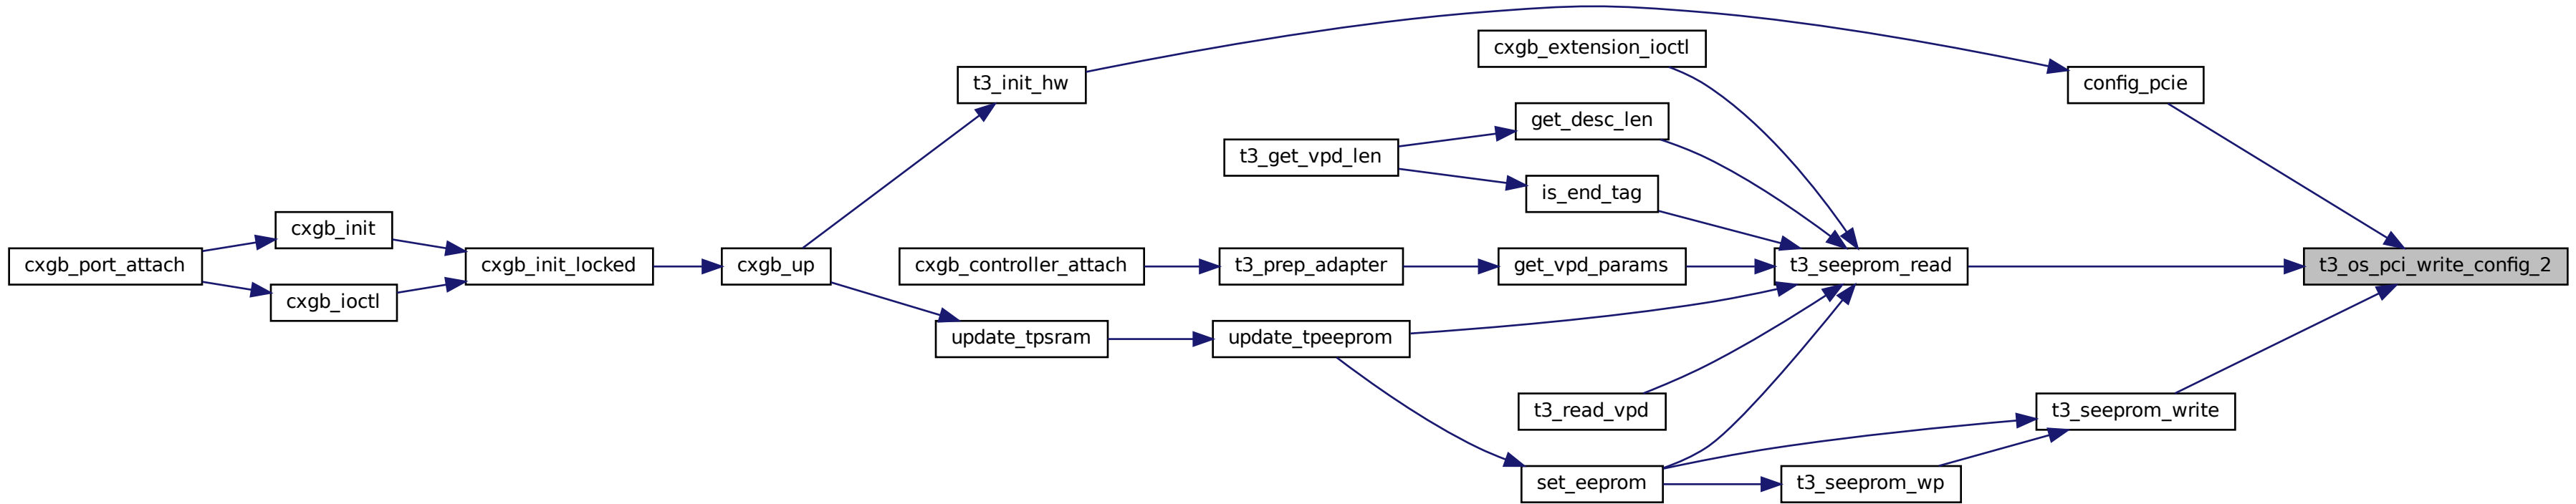 cxgb_extension_ioctl
t3_init_hw
config_pcie
get_desc_len
t3_get_vpd_len
is_end_tag
cxgb_init
cxgb_port_attach
cxgb_init_locked
cxgb_up
cxgb_controller_attach
t3_prep_adapter
get_vpd_params
t3_seeprom_read
t3_os_pci_write_config_2
cxgb_ioctl
update_tpsram
update_tpeeprom
t3_read_vpd
t3_seeprom_write
set_eeprom
t3_seeprom_wp